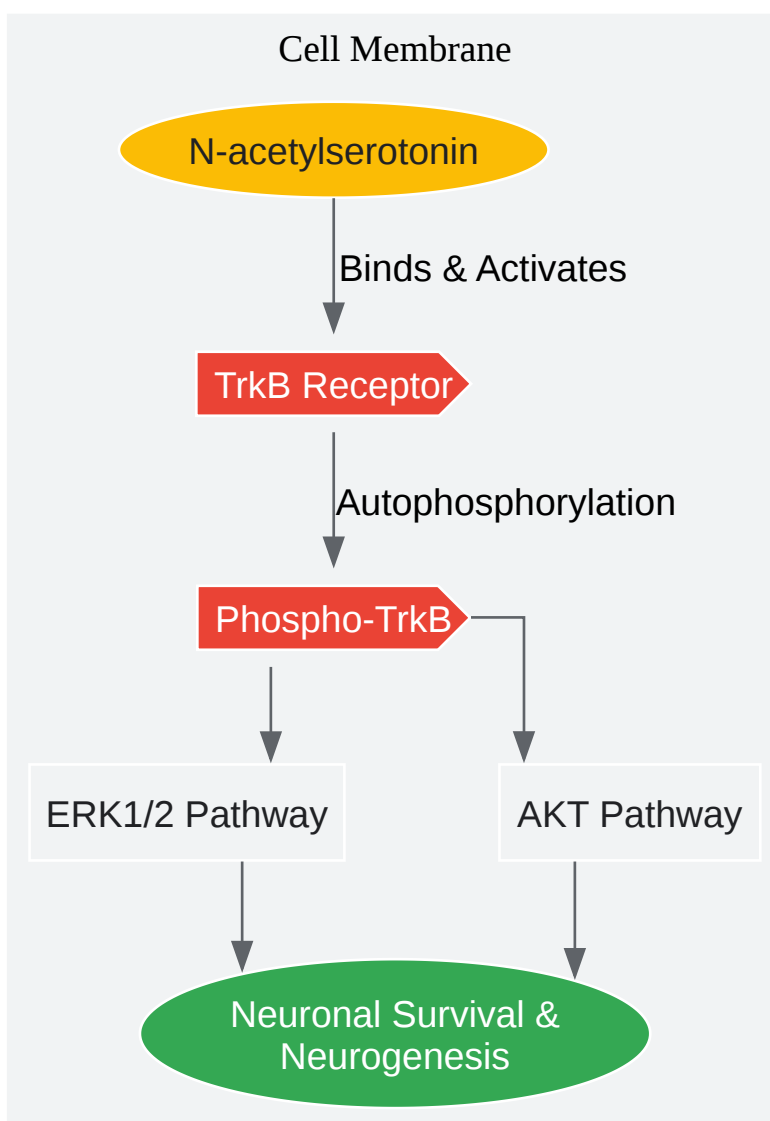 Cell Membrane
N-acetylserotonin
Binds & Activates
TrkB Receptor
Autophosphorylation
Phospho-TrkB
ERK1/2 Pathway
AKT Pathway
Neuronal Survival &
Neurogenesis